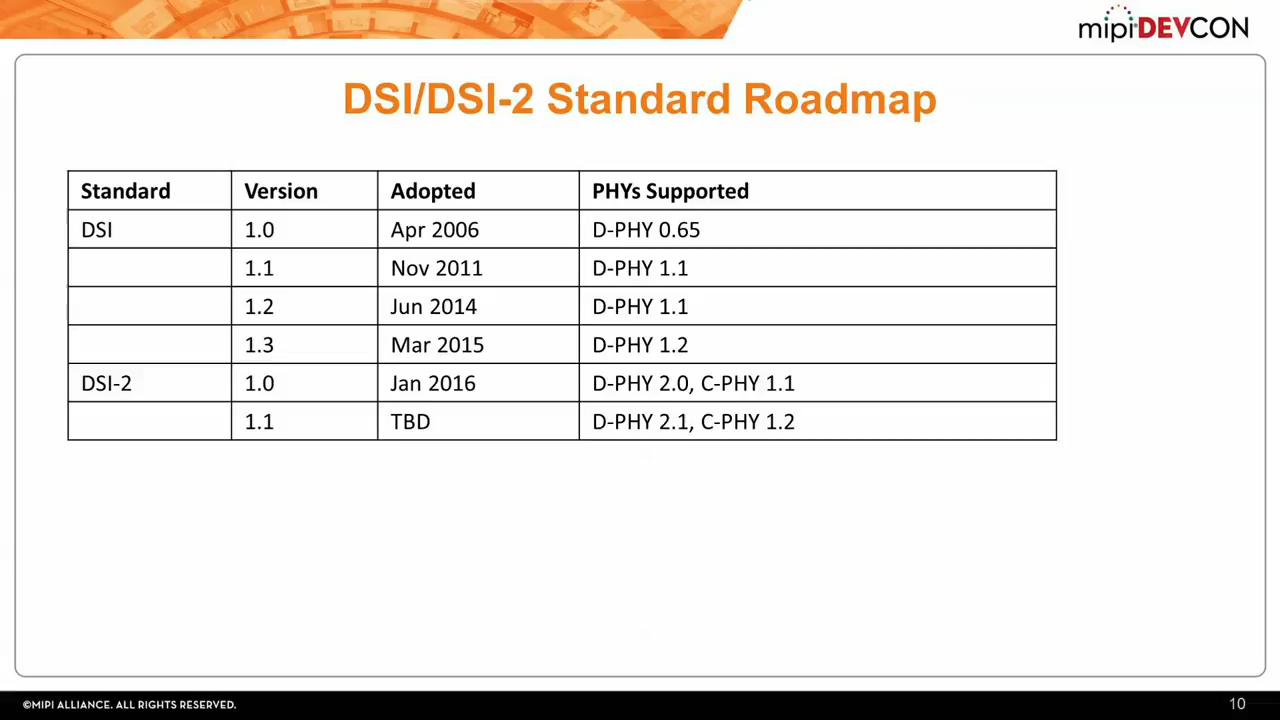 mipi DEVCON
DSI/DSI-2 Standard Roadmap
Standard Version Adopted PHYs Supported
DSI 1.0 Apr 2006 D-PHY 0.65
1.1 Nov 2011 D-PHY 1.1
1.2 Jun 2014 D-PHY 1.1
1.3 Mar 2015 D-PHY 1.2
DSI-2 1.0 Jan 2016 D-PHY 2.0, C-PHY 1.1
1.1 TBD D-PHY 2.1, C-PHY 1.2
©MIPI ALLIANCE. ALL RIGHTS RESERVED. 10